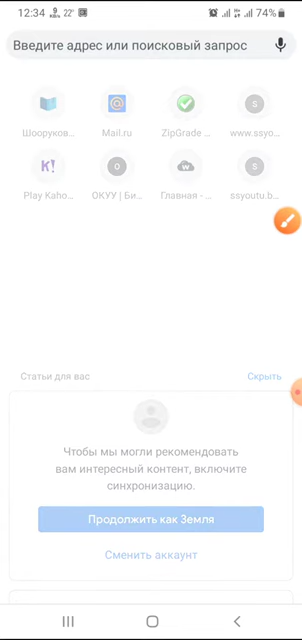 12:34 22° 74%
Введите адрес или поисковый запрос
Шооруков... Mail.ru ZipGrade ... www.ssyo...
Play Kaho... ОКУУ | Би... Главная - ... ssyoutu.b...
Статьи для вас Скрыть
Чтобы мы могли рекомендовать
вам интересный контент, включите
синхронизацию.
Продолжить как Земля
Сменить аккаунт